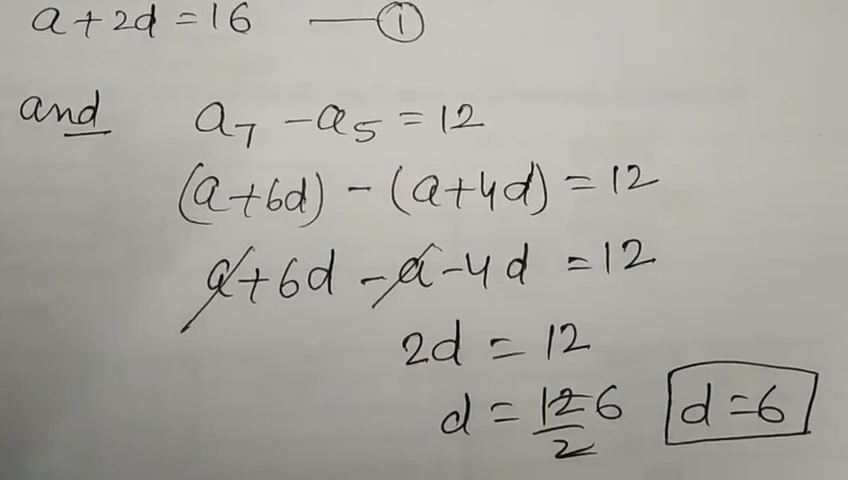 a + 2d = 16 —— ①
and a₇ - a₅ = 12
(a+6d) - (a+4d) = 12
a+6d - a - 4d = 12
2d = 12
d = 12/2 6 d = 6